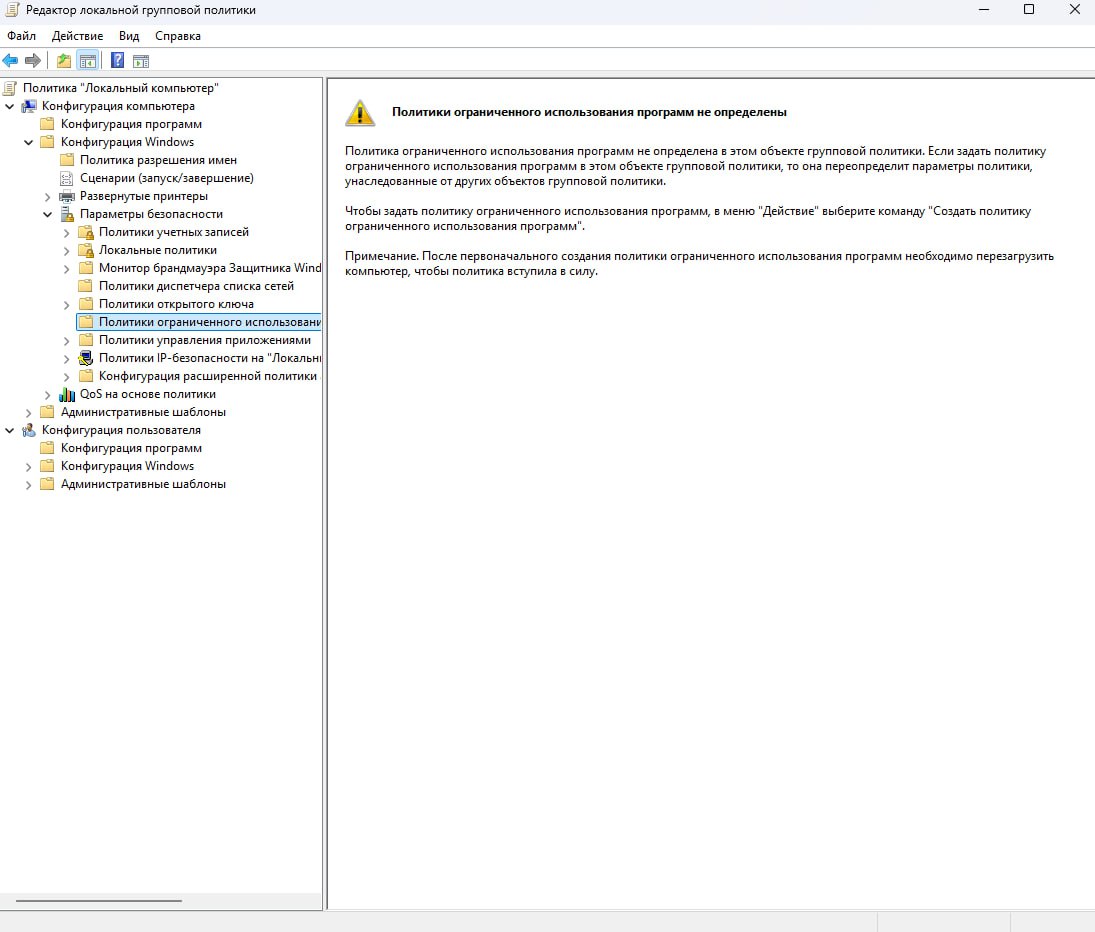 Редактор локальной групповой политики
Файл Действие Вид Справка
Политика "Локальный компьютер"
Конфигурация компьютера
Конфигурация программ
Конфигурация Windows
Политика разрешения имен
Сценарии (запуск/завершение)
Развернутые принтеры
Параметры безопасности
Политики учетных записей
Локальные политики
Монитор брандмауэра Защитника Wind
Политики диспетчера списка сетей
Политики открытого ключа
Политики ограниченного использовани
Политики управления приложениями
Политики IP-безопасности на "Локальн
Конфигурация расширенной политики
QoS на основе политики
Административные шаблоны
Конфигурация пользователя
Конфигурация программ
Конфигурация Windows
Административные шаблоны
Политики ограниченного использования программ не определены
Политика ограниченного использования программ не определена в этом объекте групповой политики. Если задать политику
ограниченного использования программ в этом объекте групповой политики, то она переопределит параметры политики,
унаследованные от других объектов групповой политики.
Чтобы задать политику ограниченного использования программ, в меню "Действие" выберите команду "Создать политику
ограниченного использования программ".
Примечание. После первоначального создания политики ограниченного использования программ необходимо перезагрузить
компьютер, чтобы политика вступила в силу.